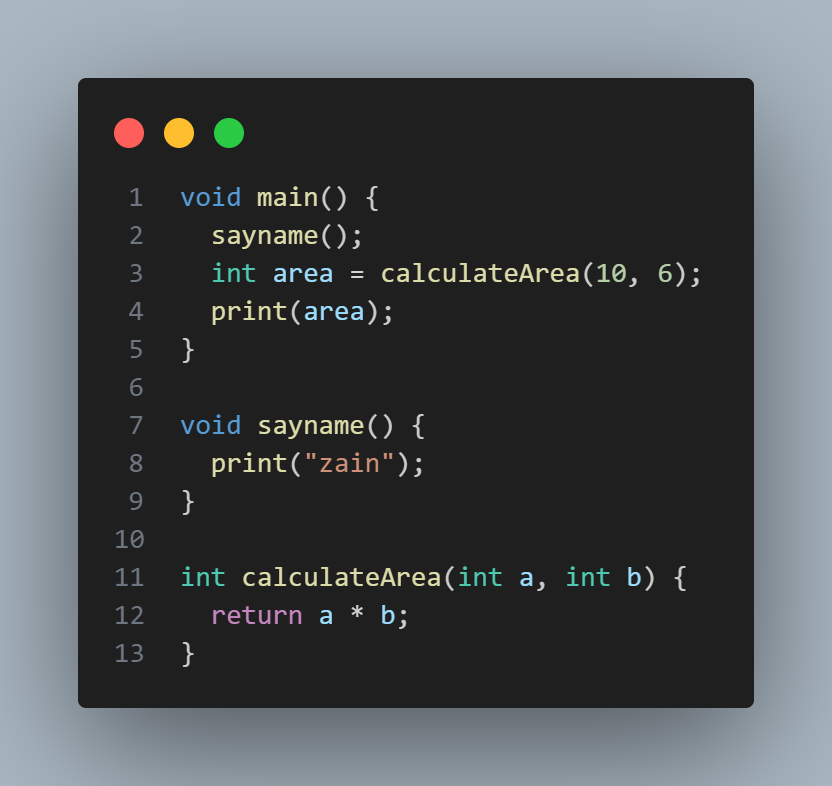 1 void main() {
2   sayname();
3   int area = calculateArea(10, 6);
4   print(area);
5 }
6
7 void sayname() {
8   print("zain");
9 }
10
11 int calculateArea(int a, int b) {
12   return a * b;
13 }